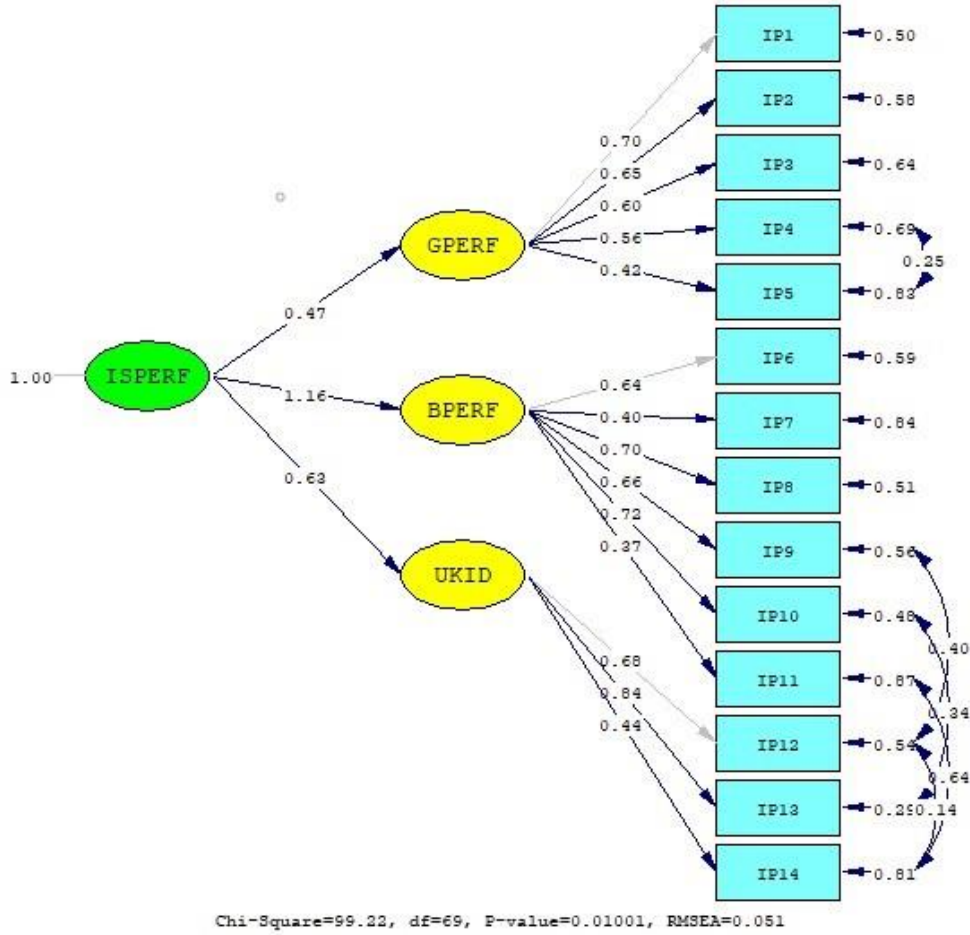 IP1
0.50
IP2
0.58
0.70
0.65
IP3
0.64
0.60
IP4
0.69
GPERF
0.56
0.25
0.42
IP5
0.83
0.47
IP6
0.59
1.00
ISPERF
0.64
1.16
BPERF
0.40
IP7
0.84
0.70
0.63
0.66
IP8
0.51
0.72
0.37
IP9
0.56
UKID
IP10
0.48
0.40
0.68
IP11
0.87
0.84
0.34
0.44
IP12
0.54
0.64
IP13
0.29
0.14
IP14
0.81
Chi-Square=99.22, df=69, P-value=0.01001, RMSEA=0.051